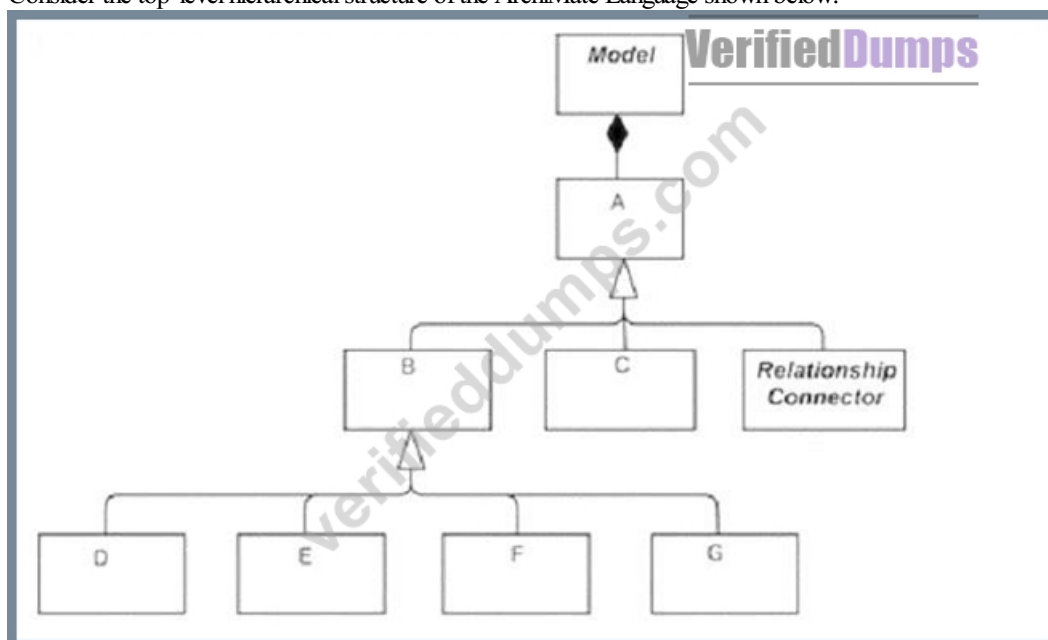 Consider the top-level hierarchical structure of the ArchiMate Language shown below.
VerifiedDumps
Model
A
B
C
Relationship
Connector
verifieddumps.com
D
E
F
G